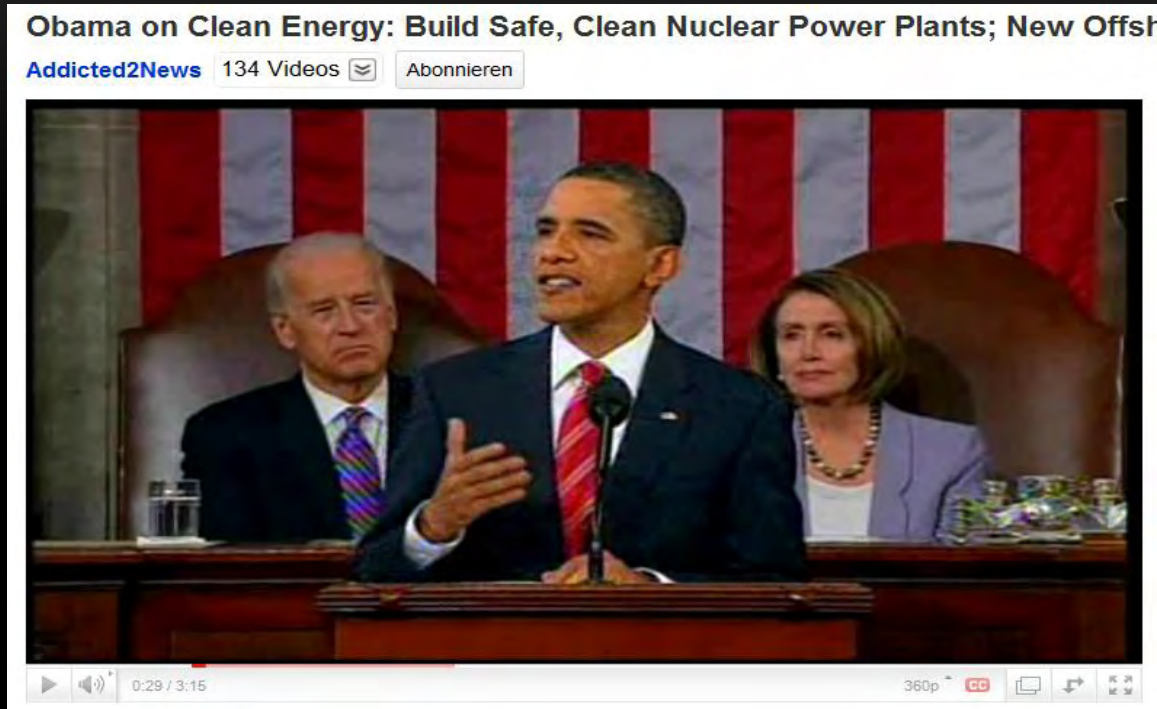 Obama on Clean Energy: Build Safe, Clean Nuclear Power Plants; New Offsh
Addicted2News 134 Videos Abonnieren
0:29 / 3:15 360p CC